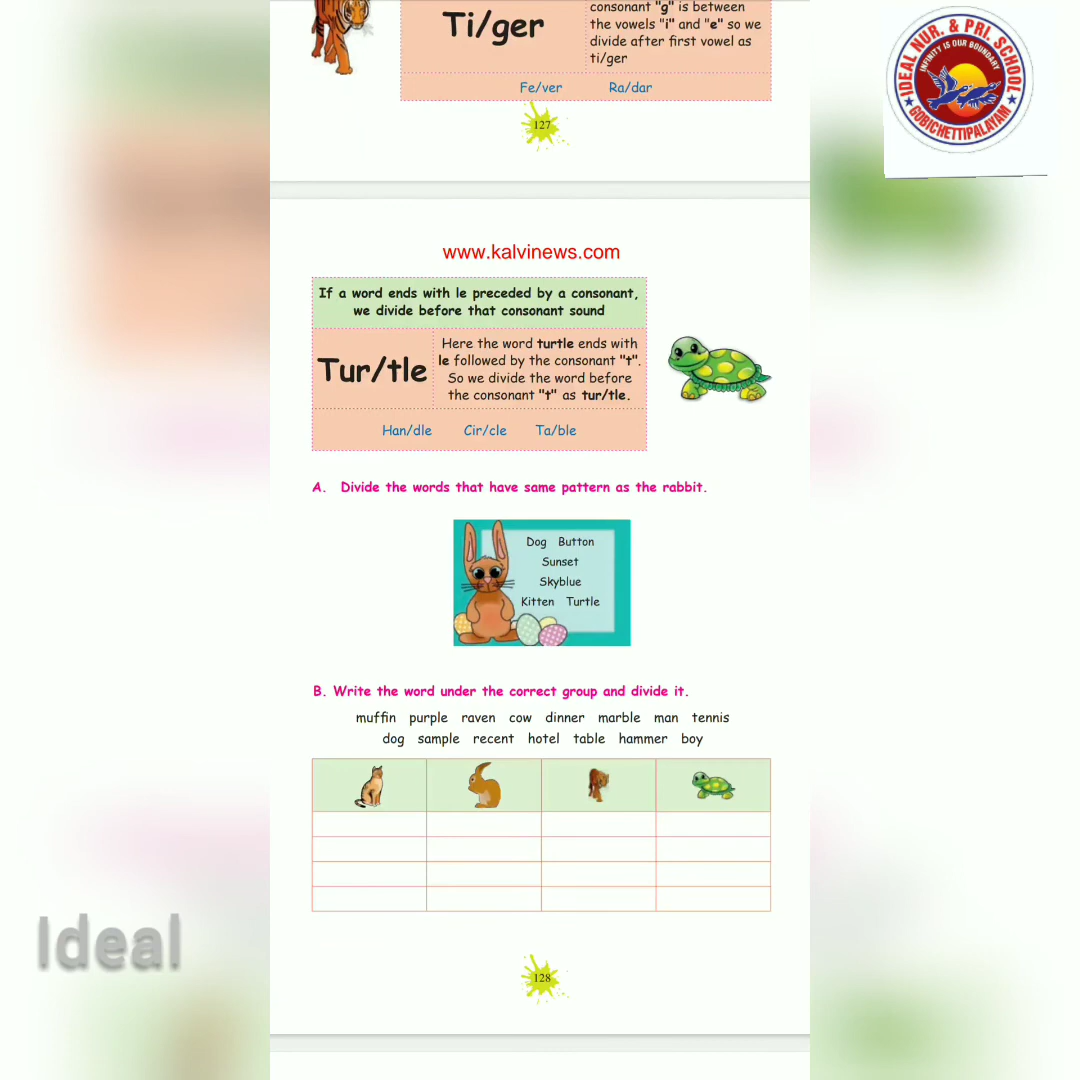 consonant "g" is between
the vowels "i" and "e" so we
divide after first vowel as
ti/ger
Ti/ger
Fe/ver Ra/dar
127
IDEAL NUR. & PRI. SCHOOL
INFINITY IS OUR BOUNDARY
GOBICHETTIPALAYAM
www.kalvinews.com
If a word ends with le preceded by a consonant,
we divide before that consonant sound
Tur/tle
Here the word turtle ends with
le followed by the consonant "t".
So we divide the word before
the consonant "t" as tur/tle.
Han/dle Cir/cle Ta/ble
A. Divide the words that have same pattern as the rabbit.
Dog Button
Sunset
Skyblue
Kitten Turtle
B. Write the word under the correct group and divide it.
muffin purple raven cow dinner marble man tennis
dog sample recent hotel table hammer boy
Ideal
128